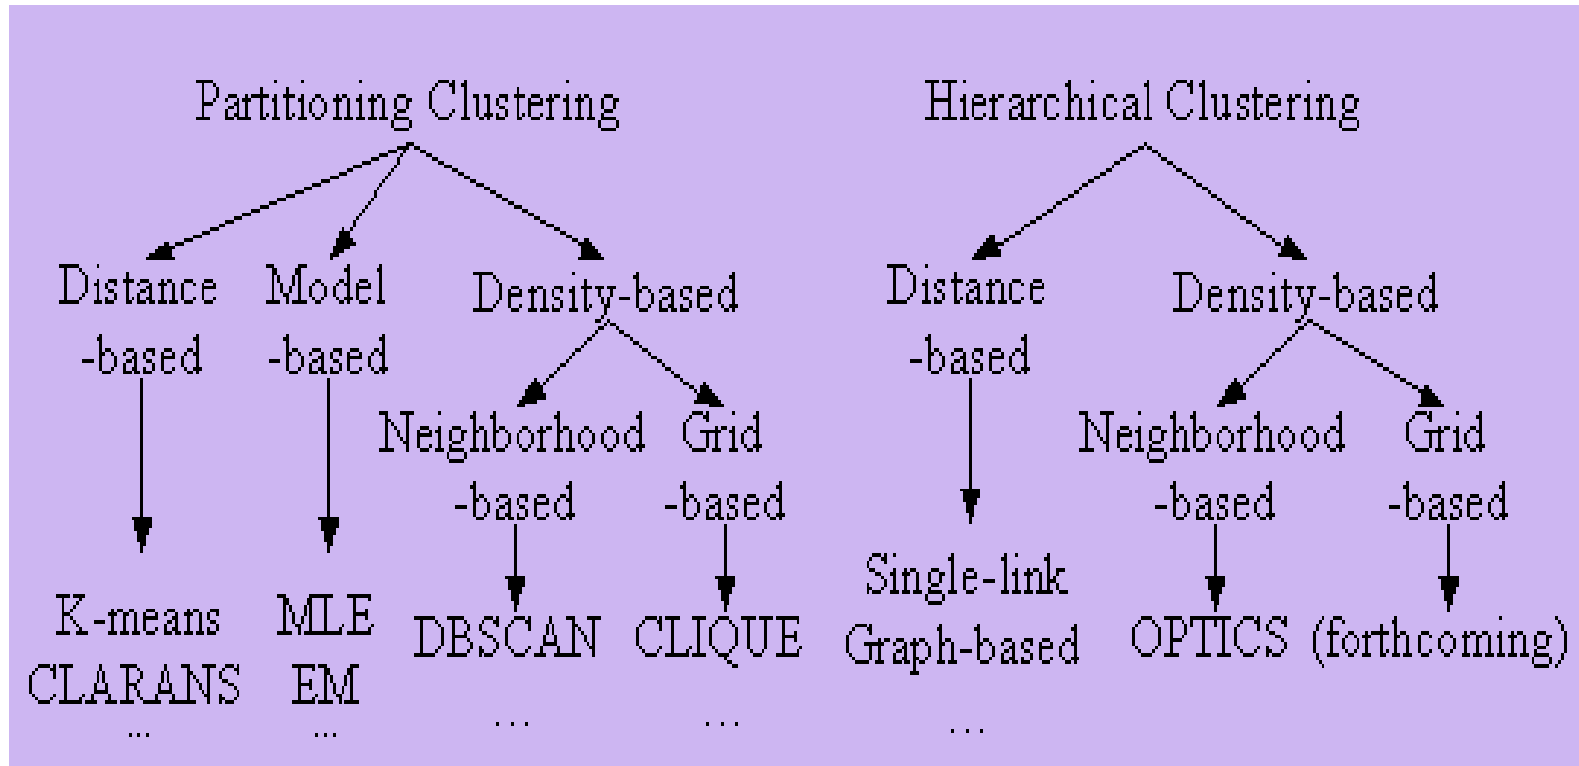 Partitioning Clustering
Hierarchical Clustering
Distance
-based
Model
-based
Density-based
Distance
-based
Density-based
Neighborhood
-based
Grid
-based
Neighborhood
-based
Grid
-based
K-means
CLARANS
...
MLE
EM
...
DBSCAN
...
CLIQUE
...
Single-link
Graph-based
...
OPTICS
(forthcoming)